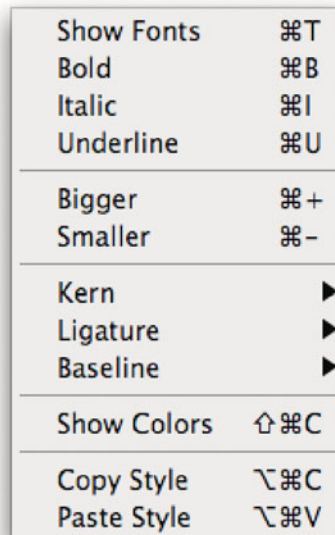 Show Fonts ⌘T
Bold ⌘B
Italic ⌘I
Underline ⌘U
Bigger ⌘+
Smaller ⌘-
Kern ▶
Ligature ▶
Baseline ▶
Show Colors ⇧⌘C
Copy Style ⌥⌘C
Paste Style ⌥⌘V